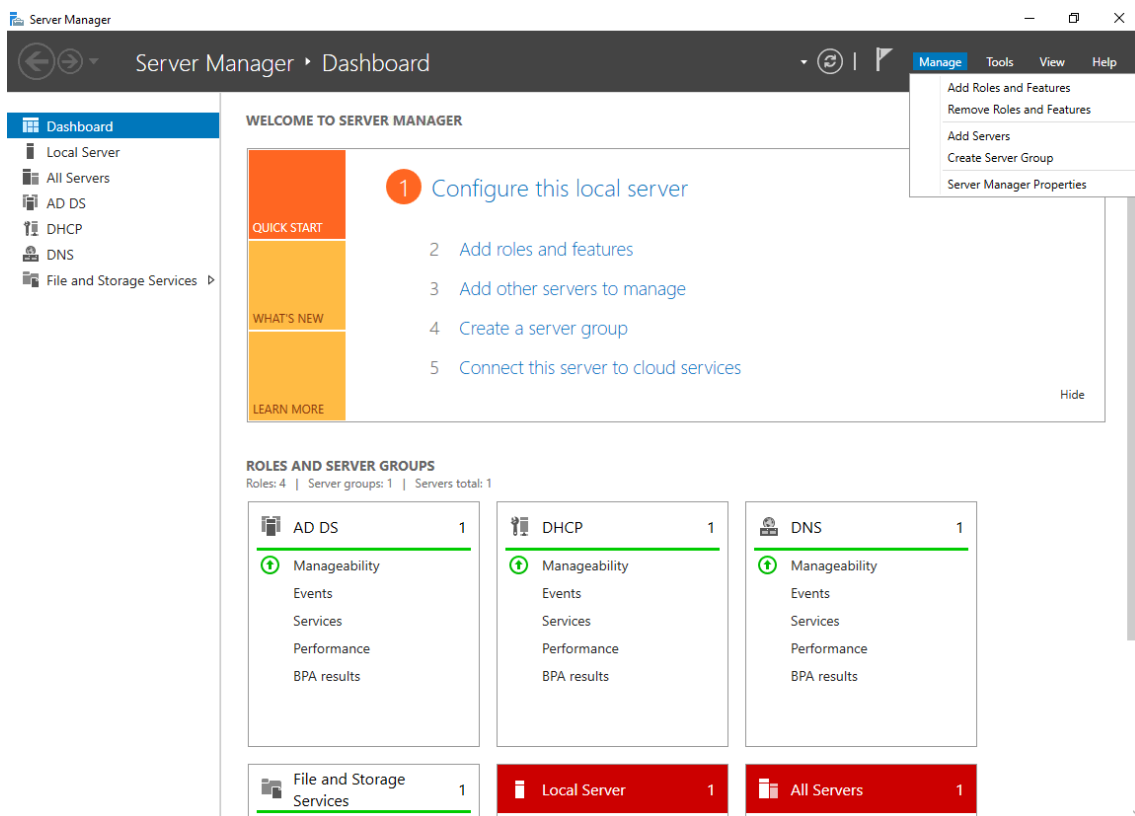 Server Manager
Server Manager ‣ Dashboard
Manage Tools View Help
Add Roles and Features
Remove Roles and Features
Add Servers
Create Server Group
Server Manager Properties
Dashboard
Local Server
All Servers
AD DS
DHCP
DNS
File and Storage Services
WELCOME TO SERVER MANAGER
QUICK START
WHAT'S NEW
LEARN MORE
1 Configure this local server
2 Add roles and features
3 Add other servers to manage
4 Create a server group
5 Connect this server to cloud services
Hide
ROLES AND SERVER GROUPS
Roles: 4 | Server groups: 1 | Servers total: 1
AD DS 1
Manageability
Events
Services
Performance
BPA results
DHCP 1
Manageability
Events
Services
Performance
BPA results
DNS 1
Manageability
Events
Services
Performance
BPA results
File and Storage
Services 1
Local Server 1
All Servers 1